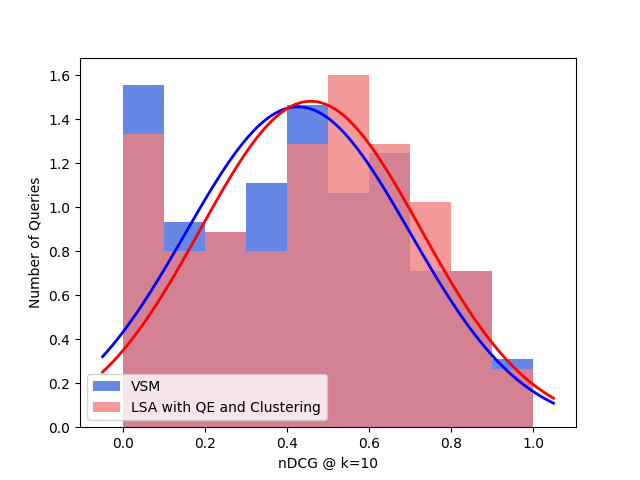 1.6
1.4
1.2
1.0
0.8
0.6
0.4
0.2
0.0
Number of Queries
VSM
LSA with QE and Clustering
0.0 0.2 0.4 0.6 0.8 1.0
nDCG @ k=10